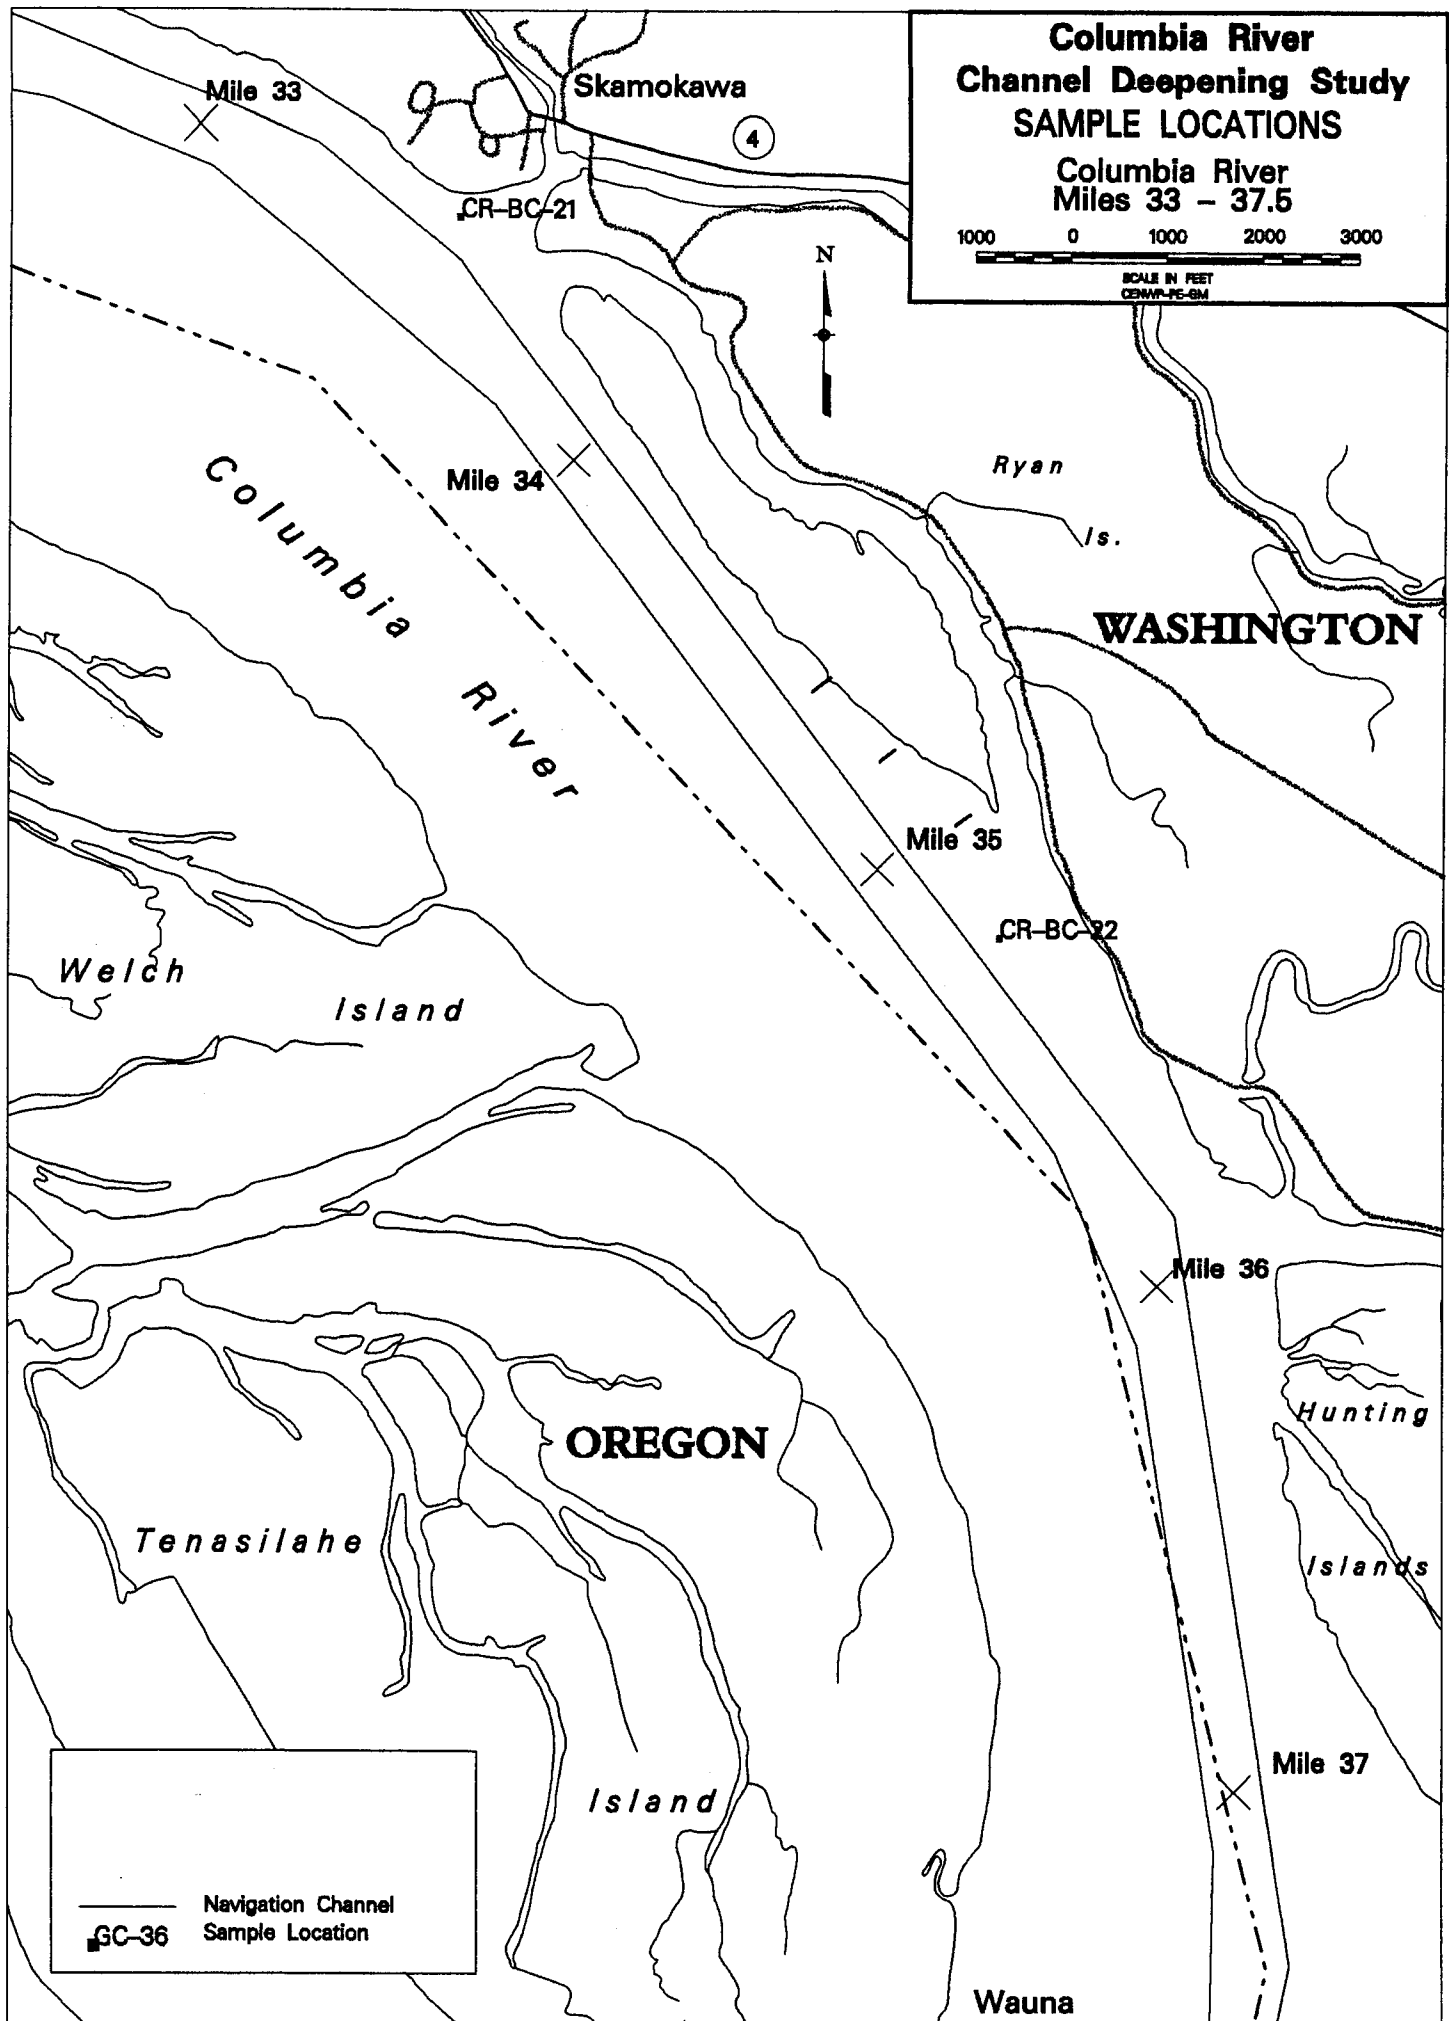 Columbia River
Channel Deepening Study
SAMPLE LOCATIONS
Columbia River
Miles 33 – 37.5
1000 0 1000 2000 3000
SCALE IN FEET
CENWP-PE-GM
Mile 33
Skamokawa
4
CR–BC–21
N
Mile 34
Ryan
Is.
Columbia
River
WASHINGTON
Mile 35
CR–BC–22
Welch
Island
Mile 36
Hunting
OREGON
Tenasilahe
Islands
Mile 37
Island
Navigation Channel
GC–36 Sample Location
Wauna